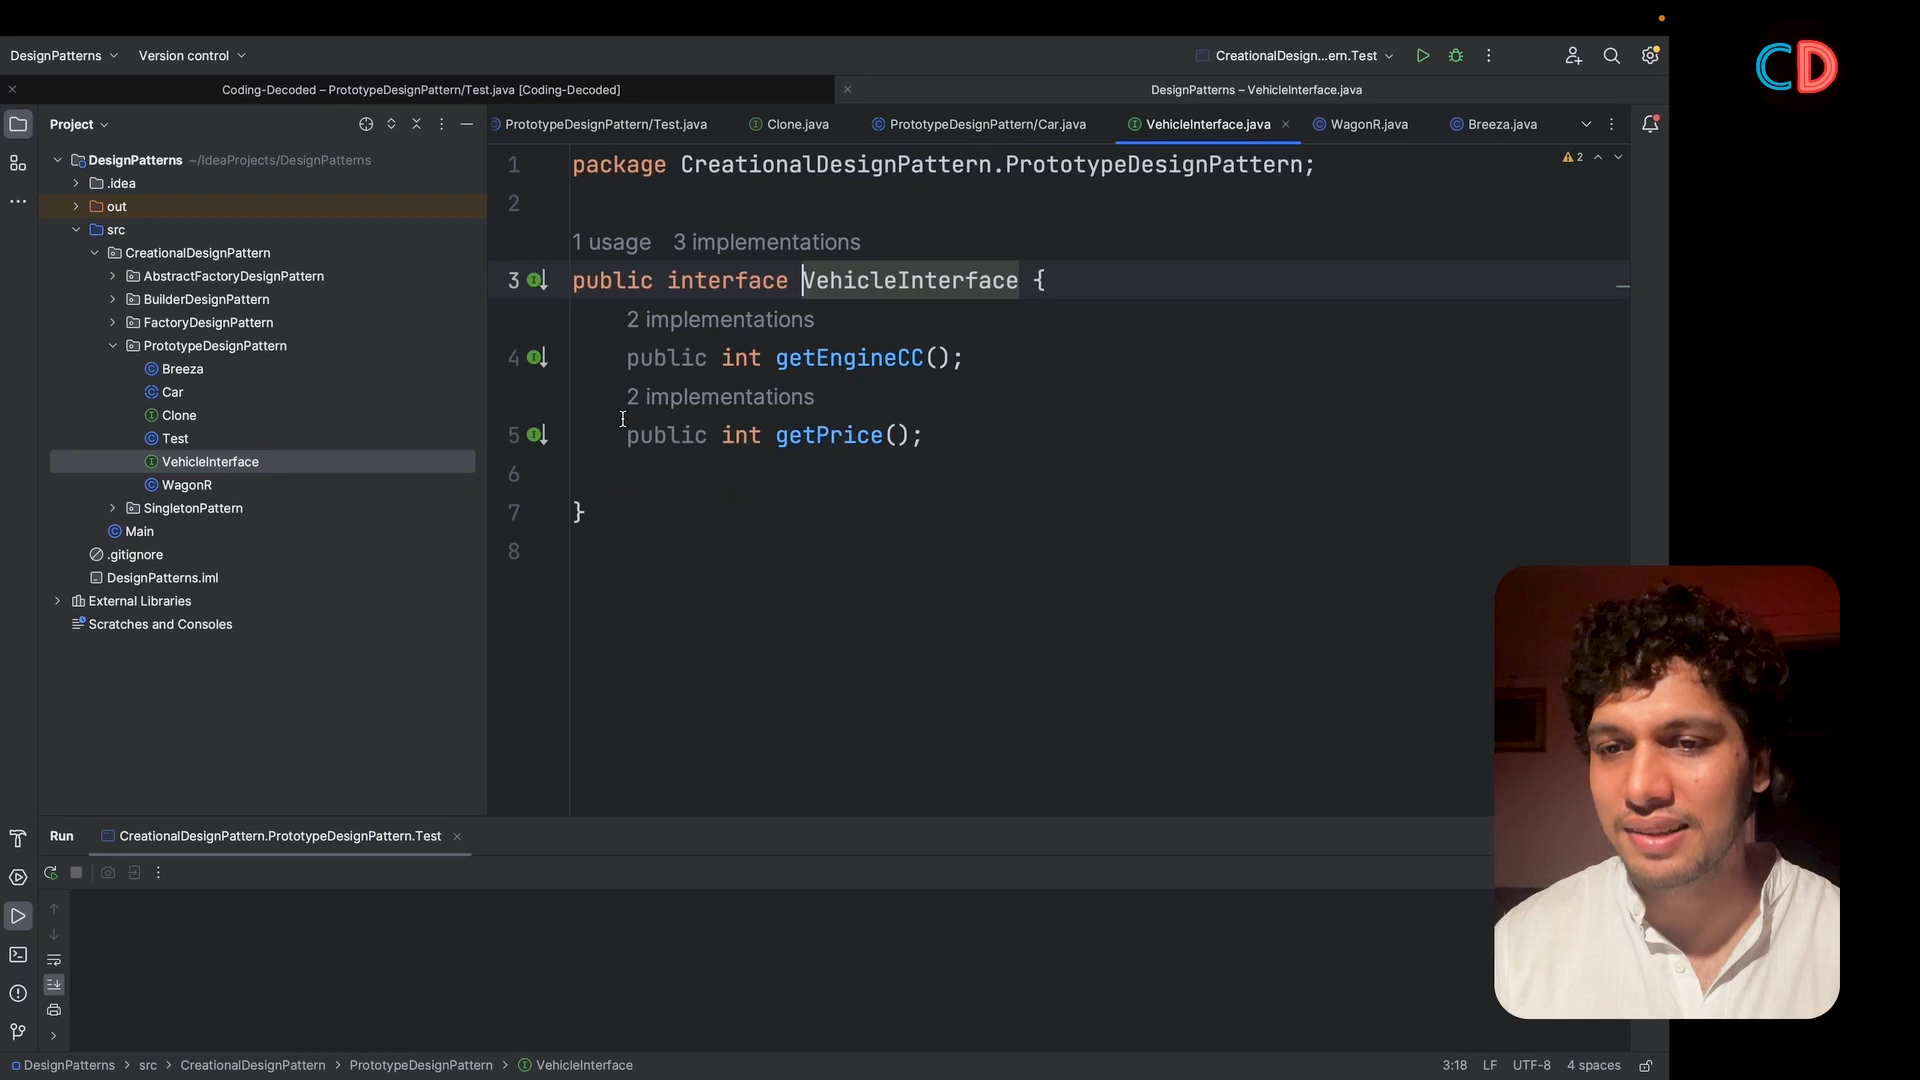 CD
DesignPatterns
Version control
CreationalDesign...ern.Test
Coding-Decoded – PrototypeDesignPattern/Test.java [Coding-Decoded]
DesignPatterns – VehicleInterface.java
Project
PrototypeDesignPattern/Test.java
Clone.java
PrototypeDesignPattern/Car.java
VehicleInterface.java
WagonR.java
Breeza.java
DesignPatterns ~/IdeaProjects/DesignPatterns
.idea
out
src
CreationalDesignPattern
AbstractFactoryDesignPattern
BuilderDesignPattern
FactoryDesignPattern
PrototypeDesignPattern
Breeza
Car
Clone
Test
VehicleInterface
WagonR
SingletonPattern
Main
.gitignore
DesignPatterns.iml
External Libraries
Scratches and Consoles
2
1 package CreationalDesignPattern.PrototypeDesignPattern;
2
1 usage 3 implementations
3 public interface VehicleInterface {
2 implementations
4 public int getEngineCC();
2 implementations
5 public int getPrice();
6
7 }
8
Run
CreationalDesignPattern.PrototypeDesignPattern.Test
DesignPatterns > src > CreationalDesignPattern > PrototypeDesignPattern > VehicleInterface
3:18 LF UTF-8 4 spaces